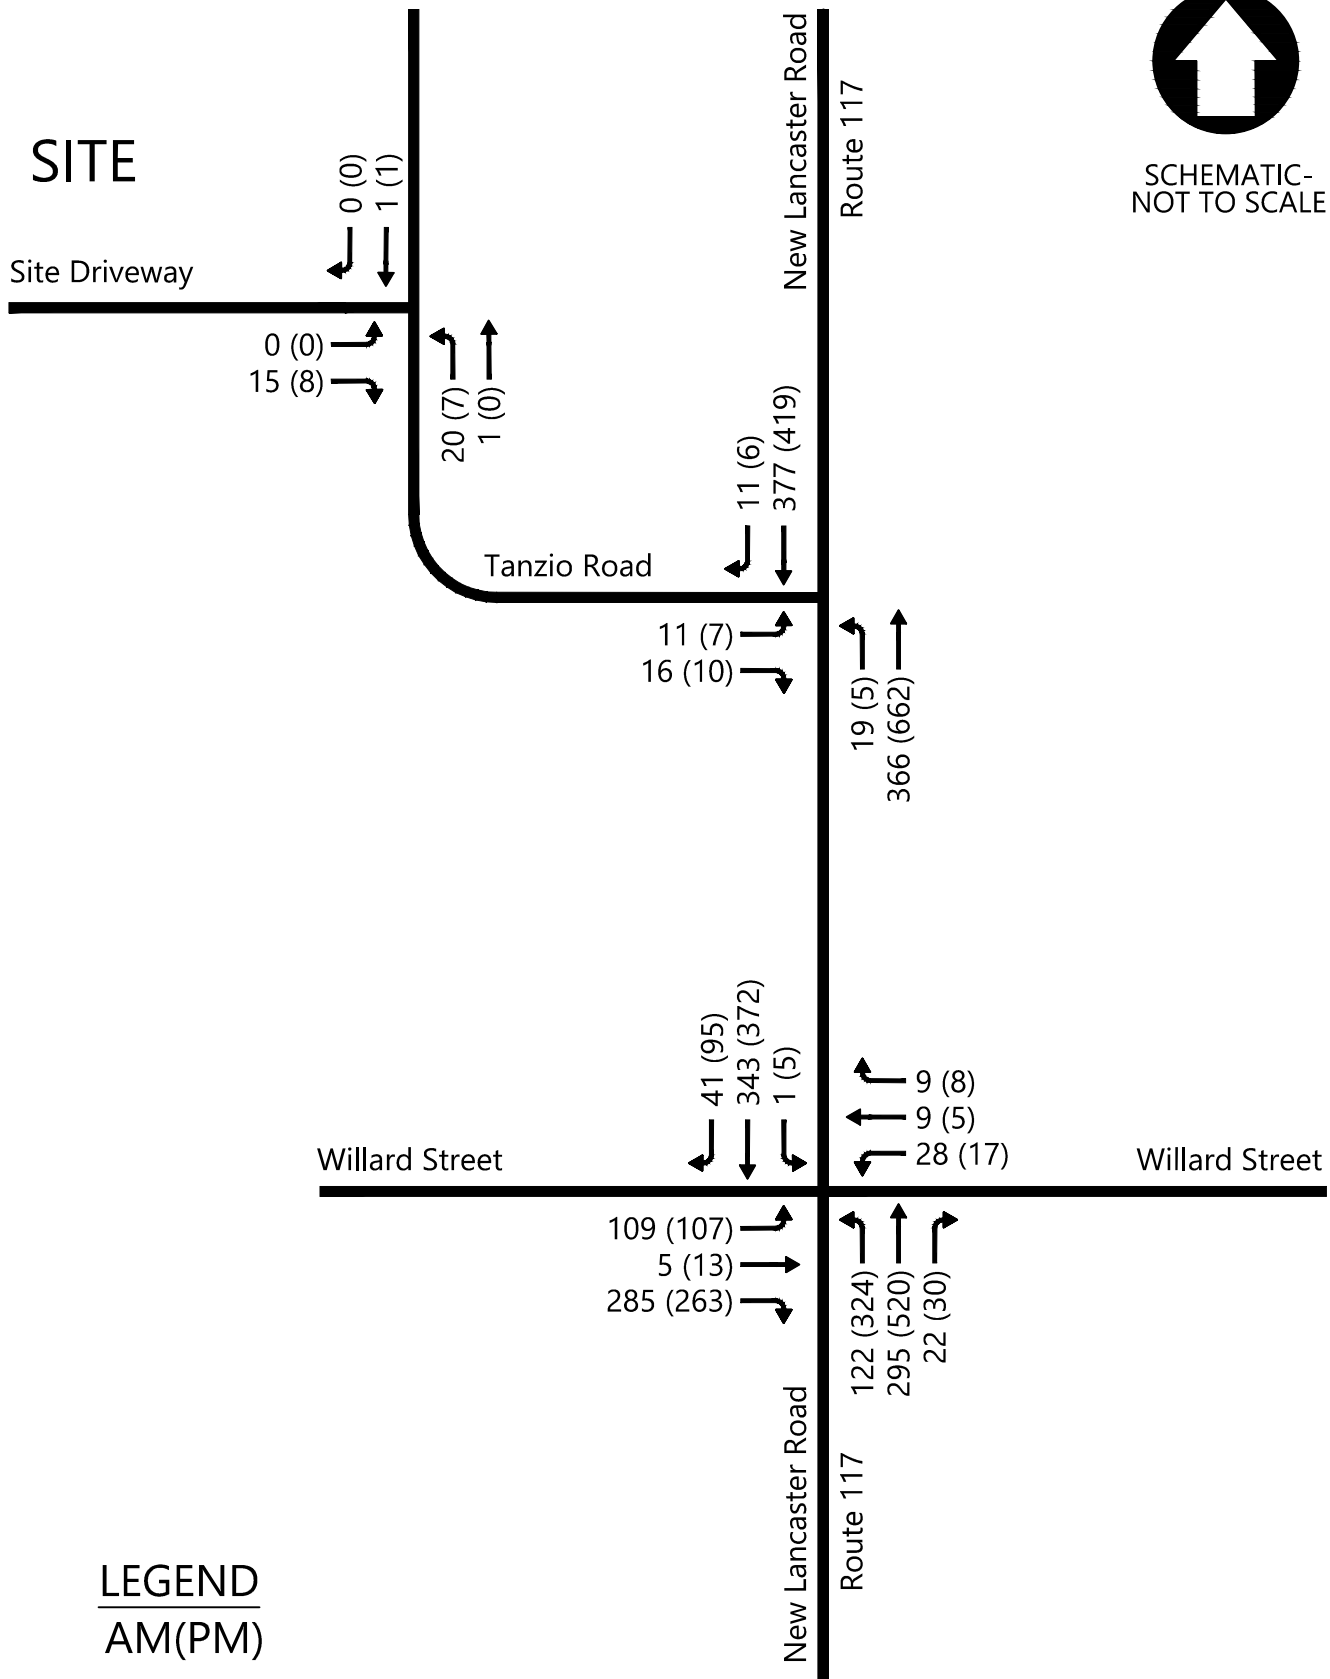 New Lancaster Road
Route 117
SCHEMATIC-
NOT TO SCALE
SITE
0 (0)
1 (1)
Site Driveway
0 (0)
15 (8)
20 (7)
1 (0)
11 (6)
377 (419)
Tanzio Road
11 (7)
16 (10)
19 (5)
366 (662)
41 (95)
343 (372)
1 (5)
9 (8)
9 (5)
28 (17)
Willard Street
Willard Street
109 (107)
5 (13)
285 (263)
122 (324)
295 (520)
22 (30)
New Lancaster Road
Route 117
LEGEND
AM(PM)